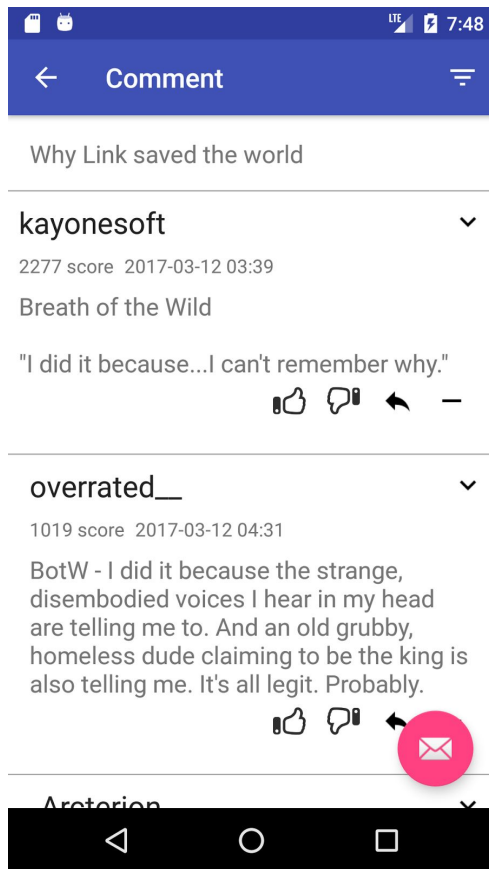 LTE 7:48
Comment
Why Link saved the world
kayonesoft
2277 score 2017-03-12 03:39
Breath of the Wild
"I did it because...I can't remember why."
overrated__
1019 score 2017-03-12 04:31
BotW - I did it because the strange,
disembodied voices I hear in my head
are telling me to. And an old grubby,
homeless dude claiming to be the king is
also telling me. It's all legit. Probably.
Arcterion